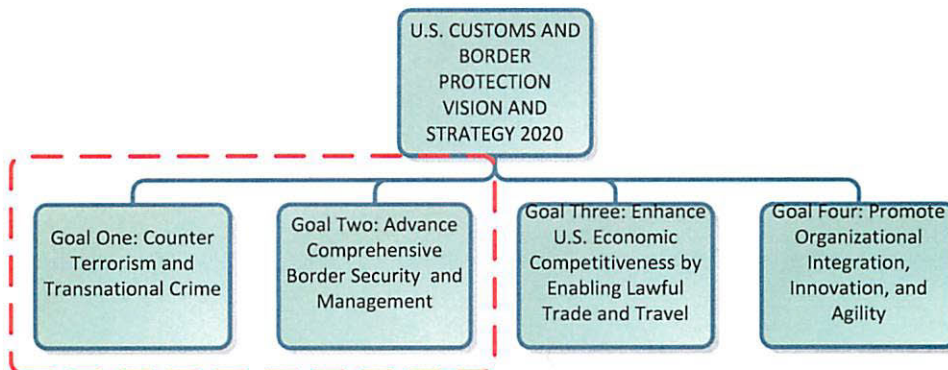 U.S. CUSTOMS AND
BORDER
PROTECTION
VISION AND
STRATEGY 2020
Goal One: Counter
Terrorism and
Transnational Crime
Goal Two: Advance
Comprehensive
Border Security and
Management
Goal Three: Enhance
U.S. Economic
Competitiveness by
Enabling Lawful
Trade and Travel
Goal Four: Promote
Organizational
Integration,
Innovation, and
Agility